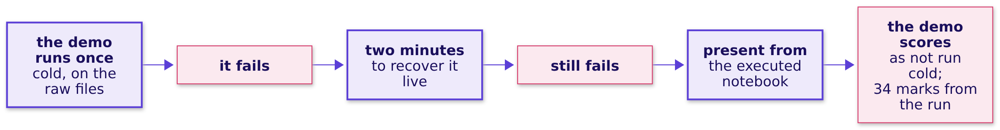 the demo
runs once
cold, on the
raw files
it fails
two minutes
to recover it
live
still fails
present from
the executed
notebook
the demo
scores
as not run
cold;
34 marks from
the run